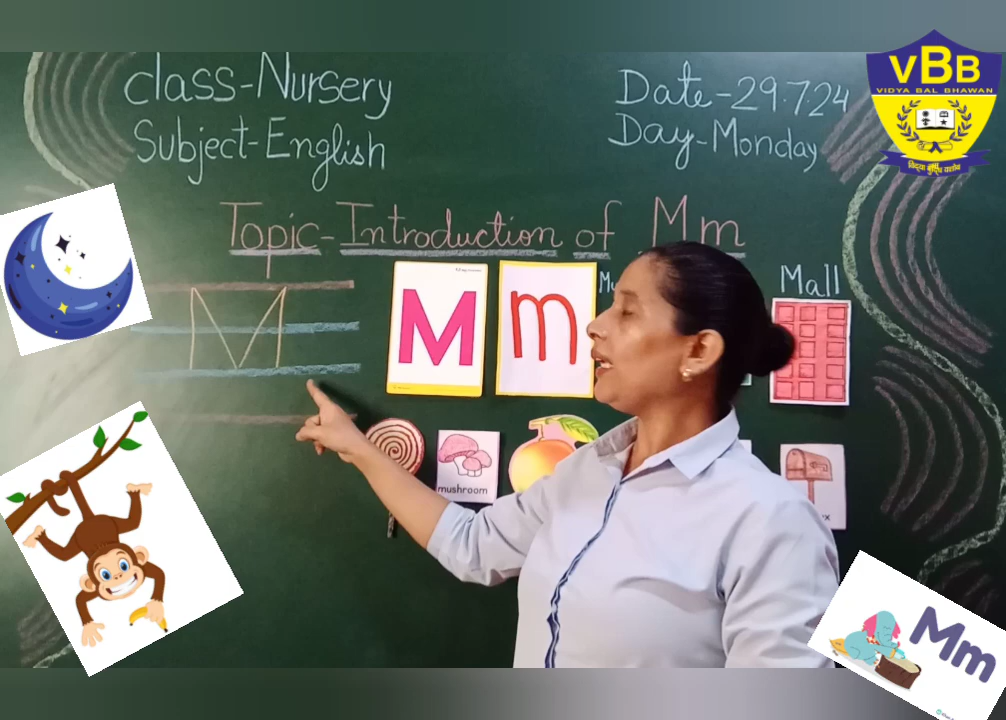 class-Nursery
Subject-English
Date-29.7.24
Day-Monday
VBB
VIDYA BAL BHAWAN
Topic-Introduction of Mm
Mall
M
M
m
mushroom
Mm